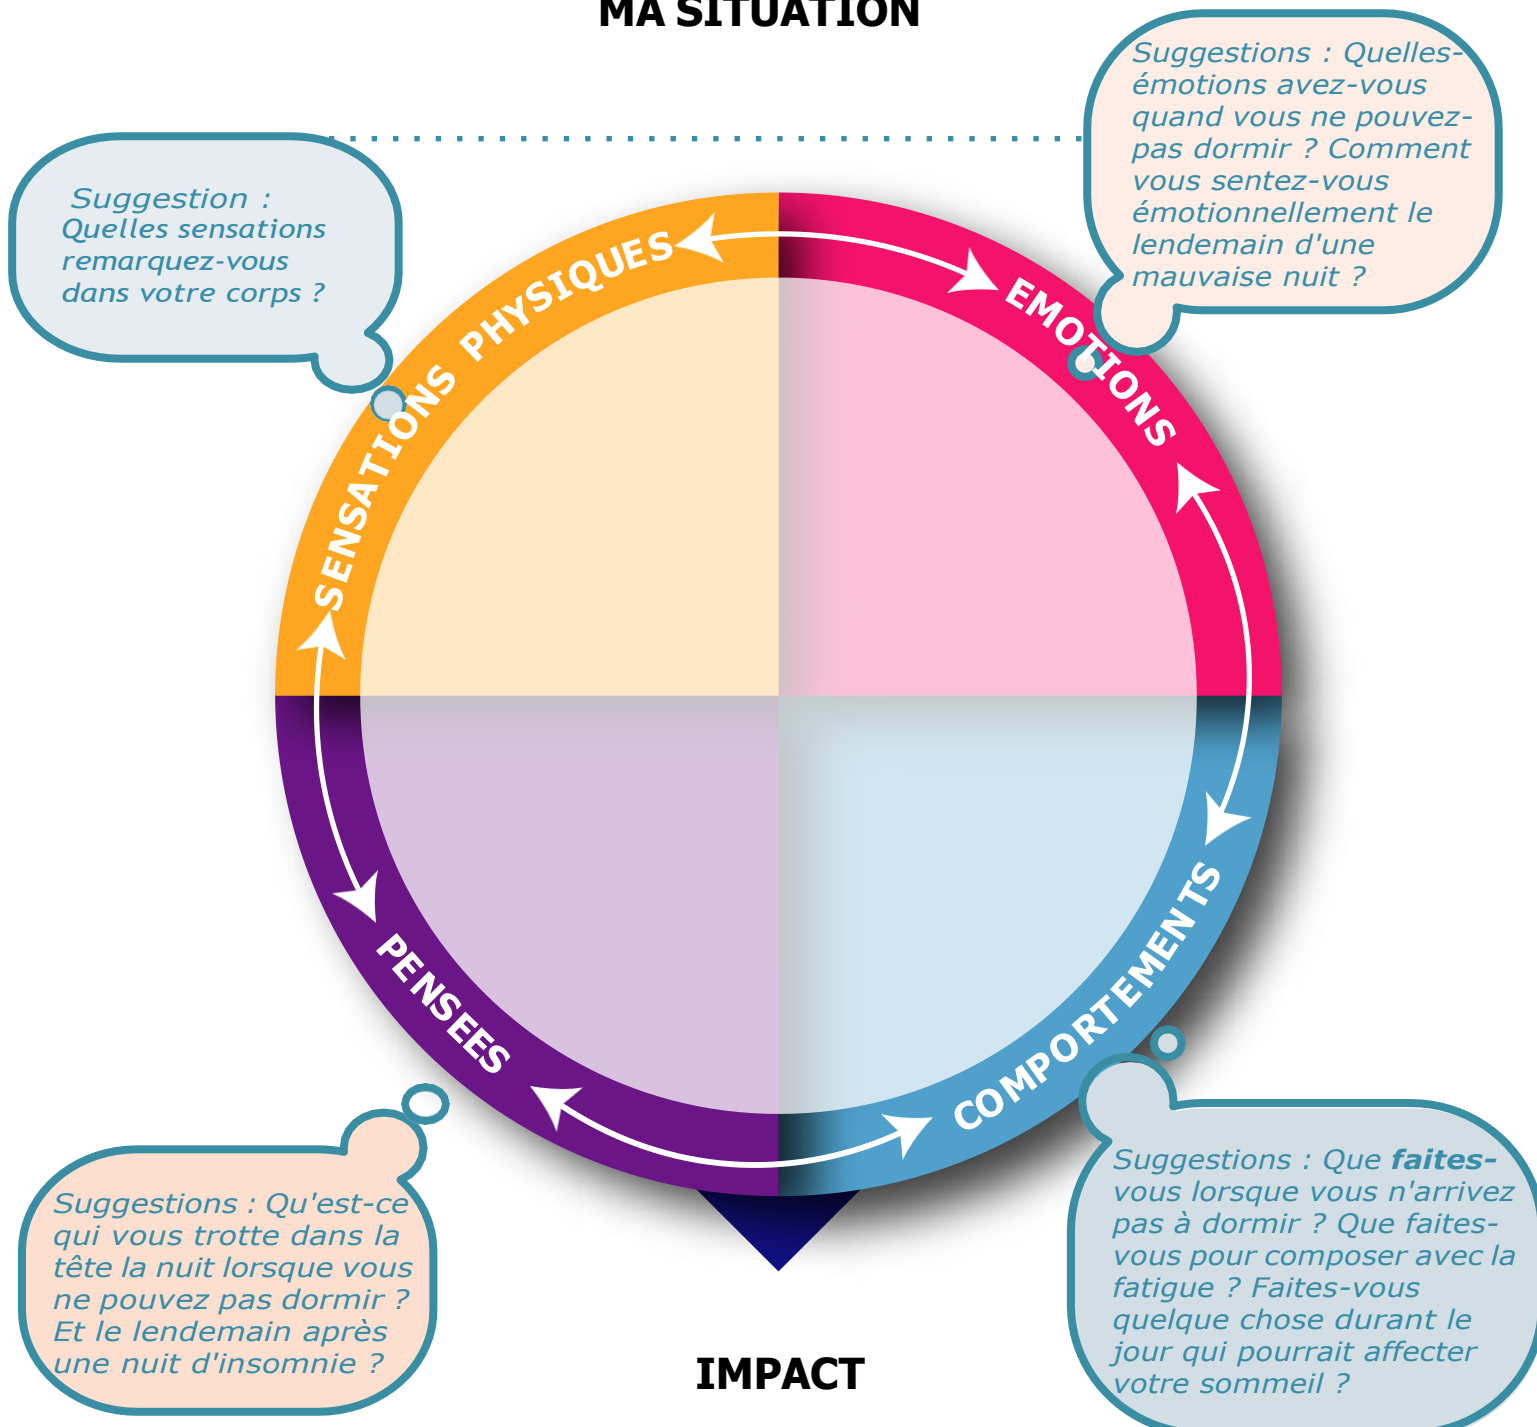 MA SITUATION
Suggestions : Quelles-
émotions avez-vous
quand vous ne pouvez-
pas dormir ? Comment
vous sentez-vous
émotionnellement le
lendemain d'une
mauvaise nuit ?
Suggestion :
Quelles sensations
remarquez-vous
dans votre corps ?
SENSATIONS PHYSIQUES
EMOTIONS
PENSEES
COMPORTEMENTS
Suggestions : Qu'est-ce
qui vous trotte dans la
tête la nuit lorsque vous
ne pouvez pas dormir ?
Et le lendemain après
une nuit d'insomnie ?
Suggestions : Que faites-
vous lorsque vous n'arrivez
pas à dormir ? Que faites-
vous pour composer avec la
fatigue ? Faites-vous
quelque chose durant le
jour qui pourrait affecter
votre sommeil ?
IMPACT